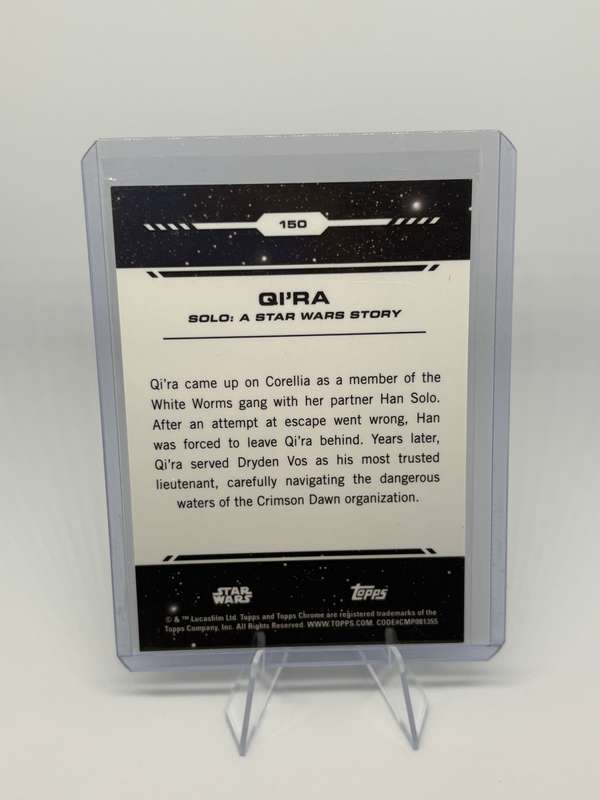 150
QI'RA
SOLO: A STAR WARS STORY
Qi'ra came up on Corellia as a member of the
White Worms gang with her partner Han Solo.
After an attempt at escape went wrong, Han
was forced to leave Qi'ra behind. Years later,
Qi'ra served Dryden Vos as his most trusted
lieutenant, carefully navigating the dangerous
waters of the Crimson Dawn organization.
STAR WARS
Topps
© & ™ Lucasfilm Ltd. Topps and Topps Chrome are registered trademarks of the
Topps Company, Inc. All Rights Reserved. WWW.TOPPS.COM. CODE#CMP081355